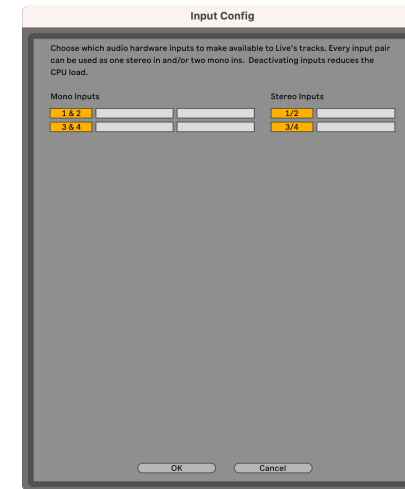 Input Config
Choose which audio hardware inputs to make available to Live's tracks. Every input pair
can be used as one stereo in and/or two mono ins.  Deactivating inputs reduces the
CPU load.
Mono Inputs
Stereo Inputs
1 & 2
1/2
3 & 4
3/4
OK
Cancel